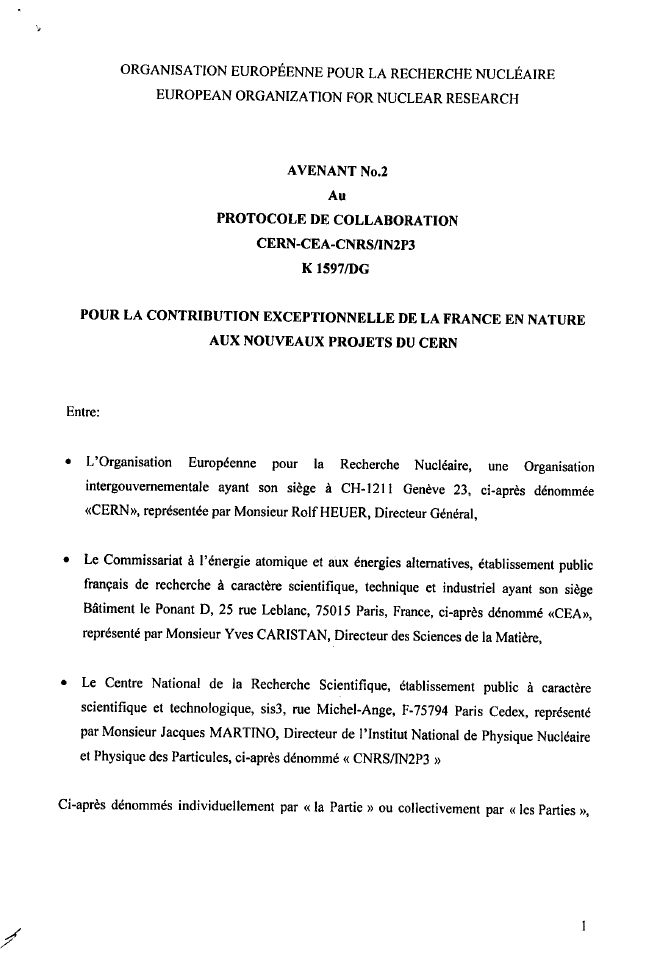 ORGANISATION EUROPÉENNE POUR LA RECHERCHE NUCLÉAIRE
EUROPEAN ORGANIZATION FOR NUCLEAR RESEARCH
AVENANT No.2
Au
PROTOCOLE DE COLLABORATION
CERN-CEA-CNRS/IN2P3
K 1597/DG
POUR LA CONTRIBUTION EXCEPTIONNELLE DE LA FRANCE EN NATURE
AUX NOUVEAUX PROJETS DU CERN
Entre:
• L'Organisation Européenne pour la Recherche Nucléaire, une Organisation
intergouvernementale ayant son siège à CH-1211 Genève 23, ci-après dénommée
«CERN», représentée par Monsieur Rolf HEUER, Directeur Général,
• Le Commissariat à l'énergie atomique et aux énergies alternatives, établissement public
français de recherche à caractère scientifique, technique et industriel ayant son siège
Bâtiment le Ponant D, 25 rue Leblanc, 75015 Paris, France, ci-après dénommé «CEA»,
représenté par Monsieur Yves CARISTAN, Directeur des Sciences de la Matière,
• Le Centre National de la Recherche Scientifique, établissement public à caractère
scientifique et technologique, sis3, rue Michel-Ange, F-75794 Paris Cedex, représenté
par Monsieur Jacques MARTINO, Directeur de l'Institut National de Physique Nucléaire
et Physique des Particules, ci-après dénommé « CNRS/IN2P3 »
Ci-après dénommés individuellement par « la Partie » ou collectivement par « les Parties »,
1